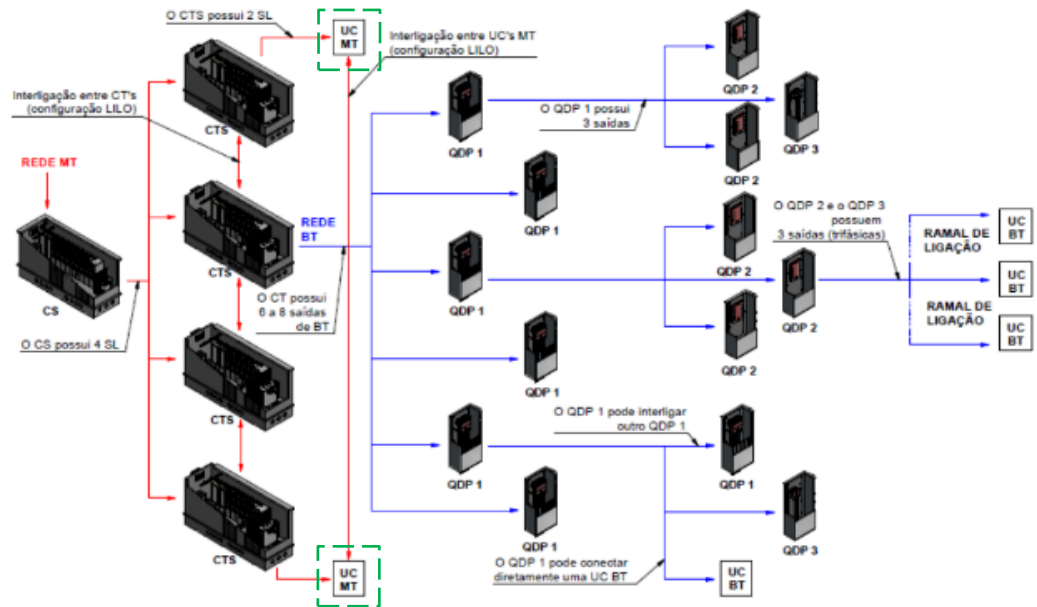 O CTS possui 2 SL
UC
MT
Interligação entre UC's MT
(configuração LILO)
Interligação entre CT's
(configuração LILO)
CTS
QDP 1
O QDP 1 possui
3 saídas
QDP 2
QDP 2
QDP 3
REDE MT
CS
O CS possui 4 SL
CTS
REDE
BT
O CT possui
6 a 8 saídas
de BT
QDP 1
QDP 1
QDP 2
QDP 2
QDP 2
O QDP 2 e o QDP 3
possuem
3 saídas (trifásicas)
RAMAL DE
LIGAÇÃO
RAMAL DE
LIGAÇÃO
UC
BT
UC
BT
UC
BT
CTS
QDP 1
O QDP 1 pode interligar
outro QDP 1
QDP 1
QDP 1
CTS
QDP 1
QDP 3
O QDP 1 pode conectar
diretamente uma UC BT
UC
MT
UC
BT